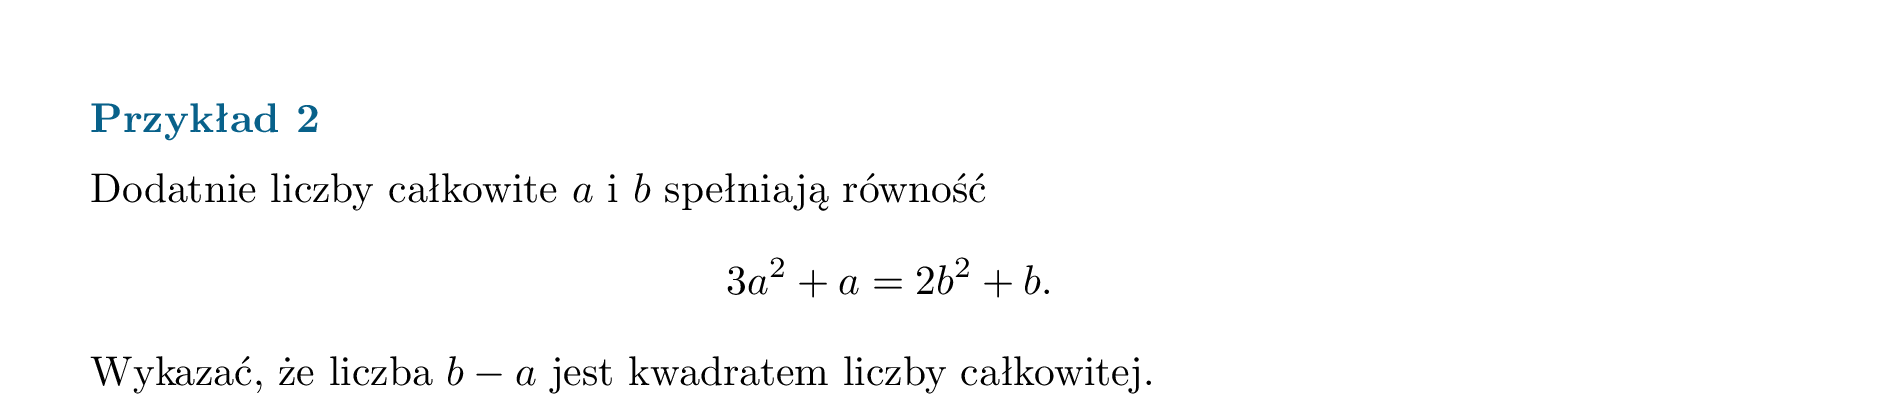 Przykład 2
Dodatnie liczby całkowite a i b spełniają równość
3a² + a = 2b² + b.
Wykazać, że liczba b − a jest kwadratem liczby całkowitej.